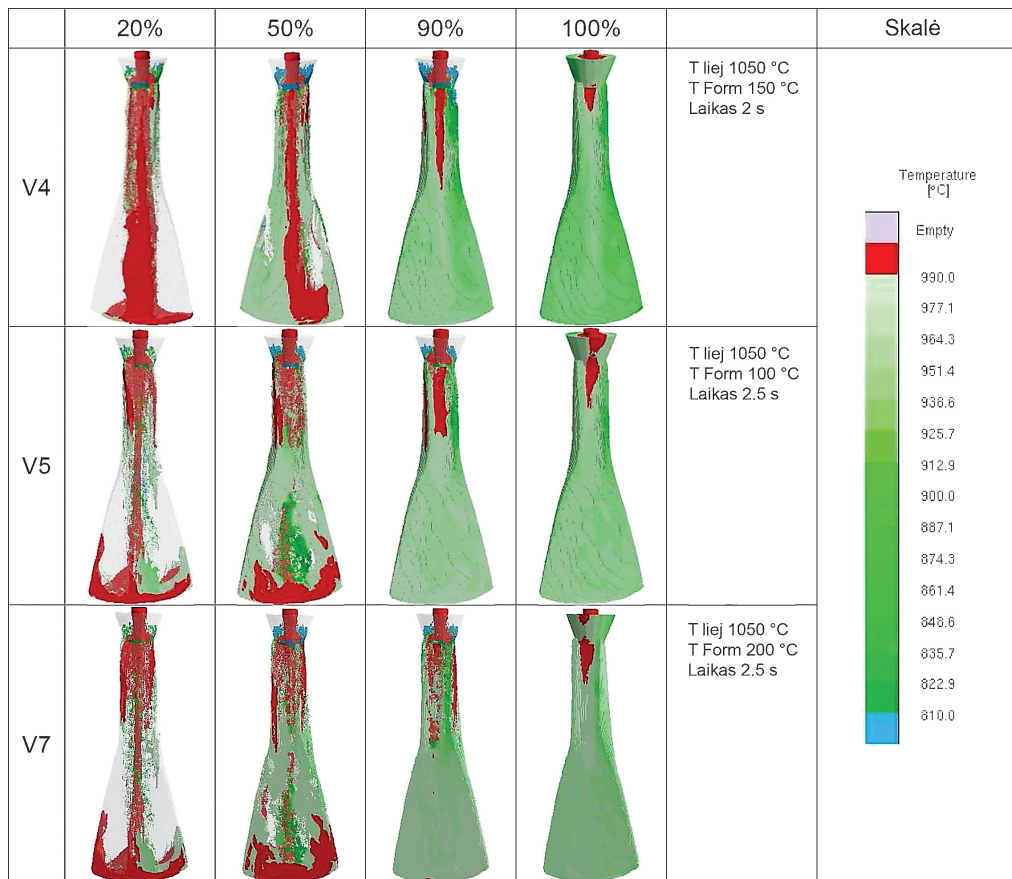 20%
50%
90%
100%
Skalė
V4
T liej 1050 °C
T Form 150 °C
Laikas 2 s
V5
T liej 1050 °C
T Form 100 °C
Laikas 2.5 s
V7
T liej 1050 °C
T Form 200 °C
Laikas 2.5 s
Temperature
[°C]
Empty
990.0
977.1
964.3
951.4
938.6
925.7
912.9
900.0
887.1
874.3
861.4
848.6
835.7
822.9
810.0